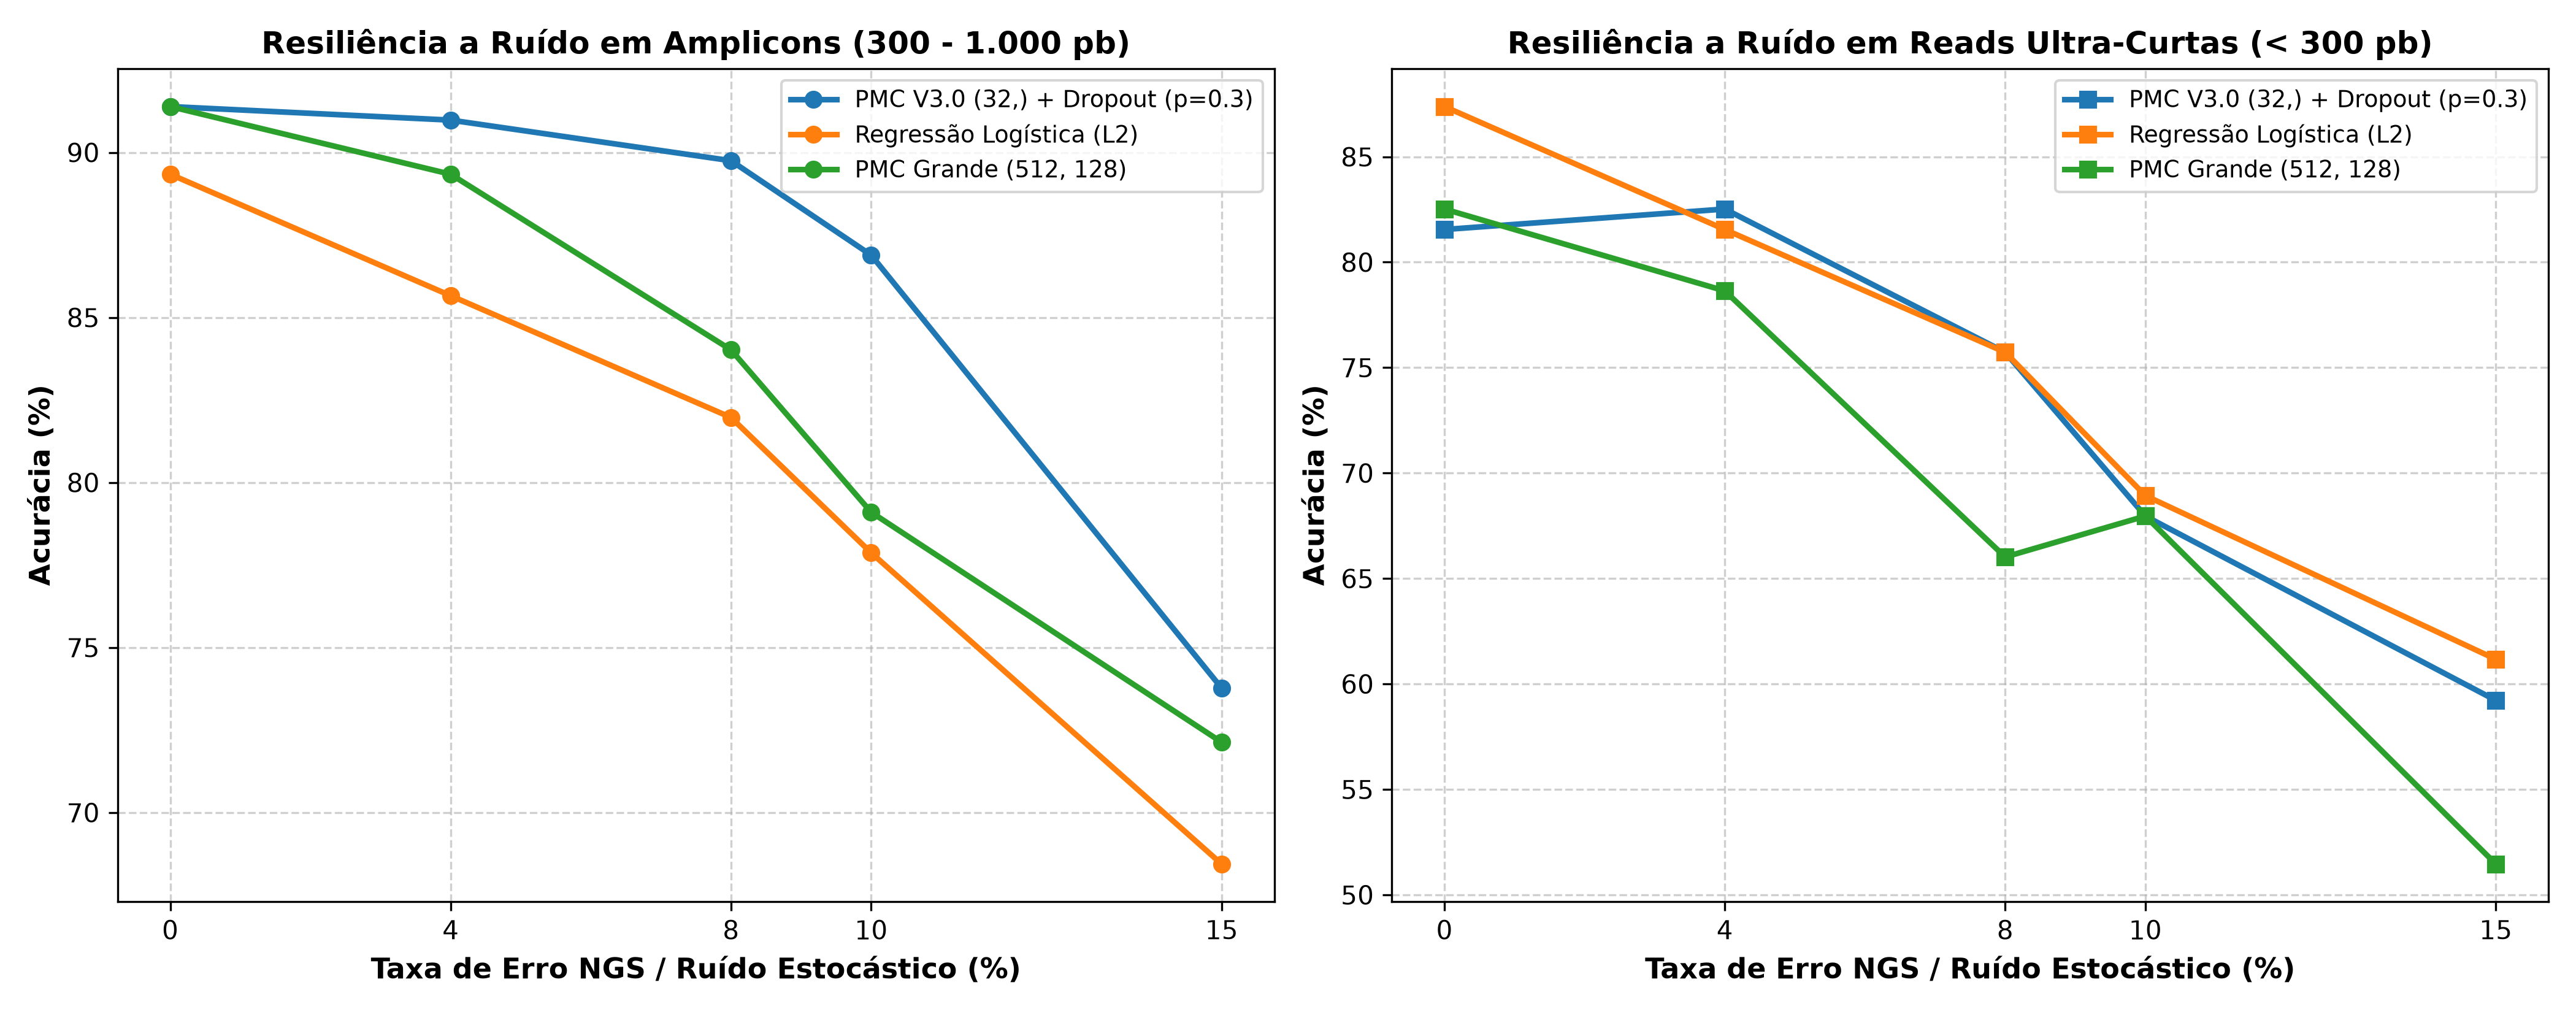 Resiliência a Ruído em Amplicons (300 - 1.000 pb)
PMC V3.0 (32,) + Dropout (p=0.3)
Regressão Logística (L2)
PMC Grande (512, 128)
Acurácia (%)
90
85
80
75
70
0 4 8 10 15
Taxa de Erro NGS / Ruído Estocástico (%)
Resiliência a Ruído em Reads Ultra-Curtas (< 300 pb)
PMC V3.0 (32,) + Dropout (p=0.3)
Regressão Logística (L2)
PMC Grande (512, 128)
Acurácia (%)
85
80
75
70
65
60
55
50
0 4 8 10 15
Taxa de Erro NGS / Ruído Estocástico (%)